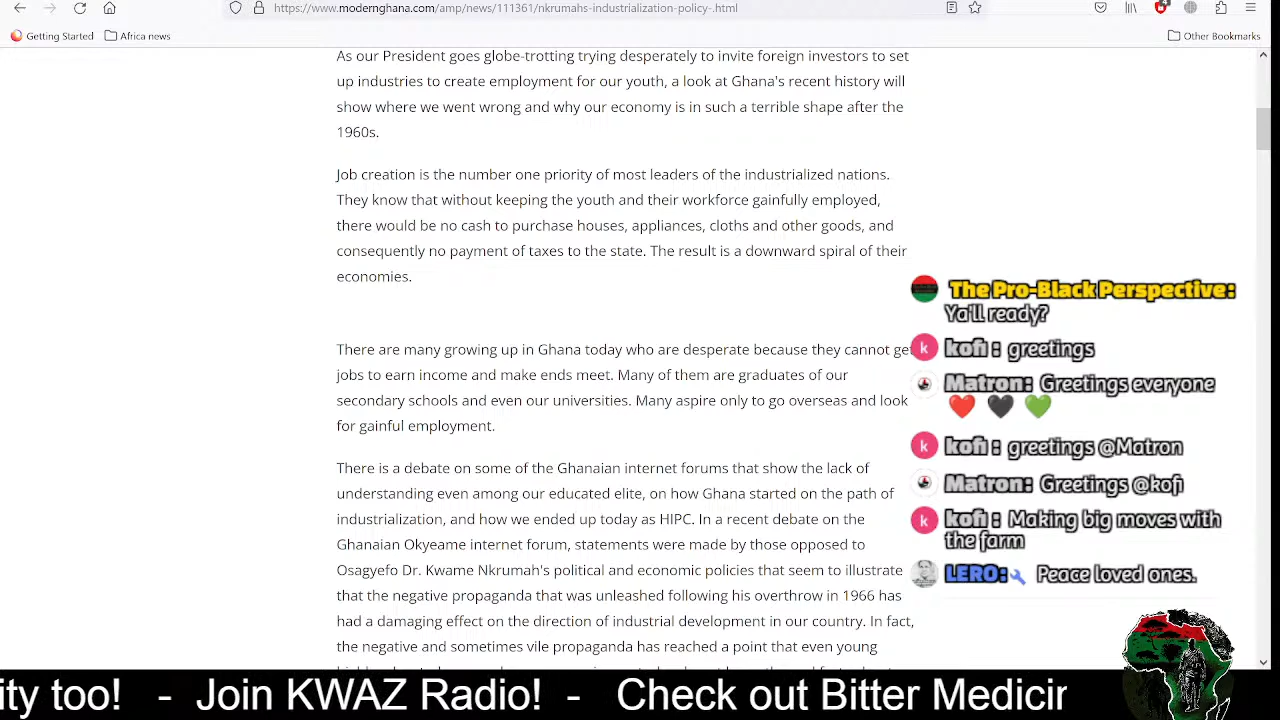 https://www.modernghana.com/amp/news/111361/nkrumahs-industrialization-policy-.html
4
Getting Started
Africa news
Other Bookmarks
As our President goes globe-trotting trying desperately to invite foreign investors to set
up industries to create employment for our youth, a look at Ghana's recent history will
show where we went wrong and why our economy is in such a terrible shape after the
1960s.
Job creation is the number one priority of most leaders of the industrialized nations.
They know that without keeping the youth and their workforce gainfully employed,
there would be no cash to purchase houses, appliances, cloths and other goods, and
consequently no payment of taxes to the state. The result is a downward spiral of their
economies.
There are many growing up in Ghana today who are desperate because they cannot get
jobs to earn income and make ends meet. Many of them are graduates of our
secondary schools and even our universities. Many aspire only to go overseas and look
for gainful employment.
There is a debate on some of the Ghanaian internet forums that show the lack of
understanding even among our educated elite, on how Ghana started on the path of
industrialization, and how we ended up today as HIPC. In a recent debate on the
Ghanaian Okyeame internet forum, statements were made by those opposed to
Osagyefo Dr. Kwame Nkrumah's political and economic policies that seem to illustrate
that the negative propaganda that was unleashed following his overthrow in 1966 has
had a damaging effect on the direction of industrial development in our country. In fact,
the negative and sometimes vile propaganda has reached a point that even young
The Pro-Black Perspective:
Ya'll ready?
k kofi : greetings
Matron: Greetings everyone
❤️ 🖤 💚
k kofi : greetings @Matron
Matron: Greetings @kofi
k kofi : Making big moves with
the farm
LERO: Peace loved ones.
ity too! - Join KWAZ Radio! - Check out Bitter Medicin